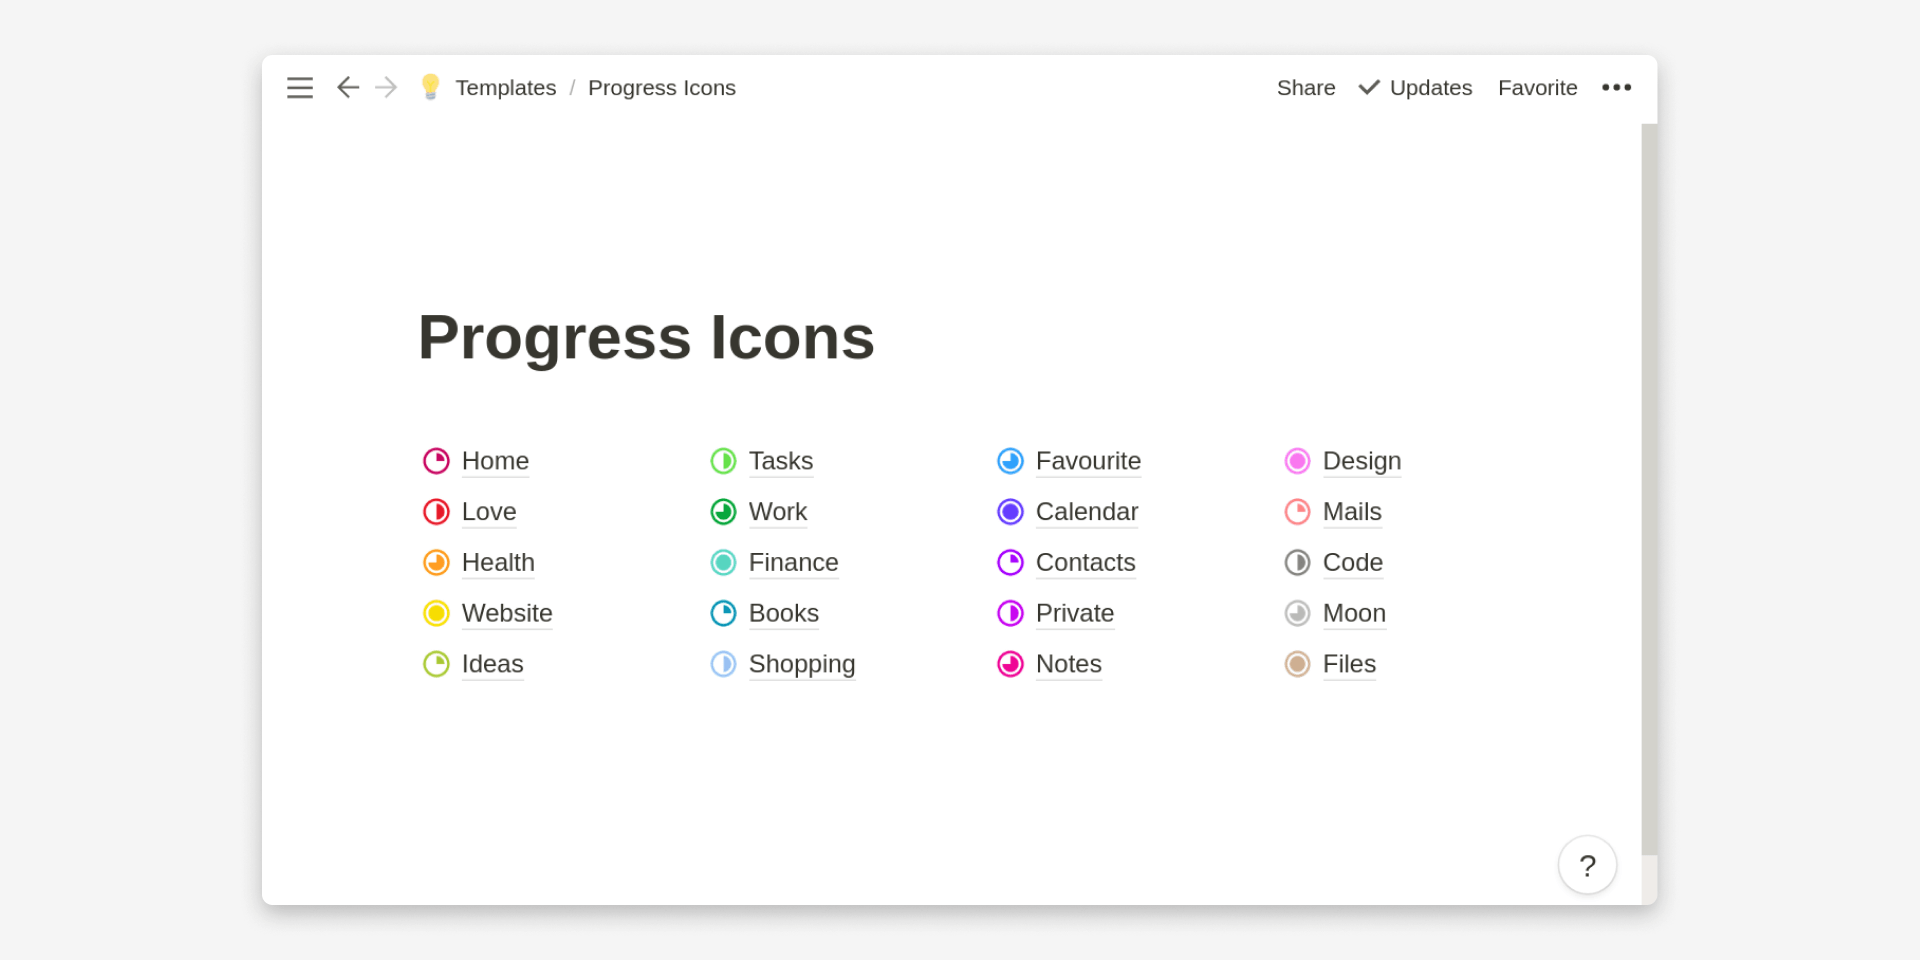 Templates / Progress Icons
Share Updates Favorite
Progress Icons
Home Tasks Favourite Design
Love Work Calendar Mails
Health Finance Contacts Code
Website Books Private Moon
Ideas Shopping Notes Files
?